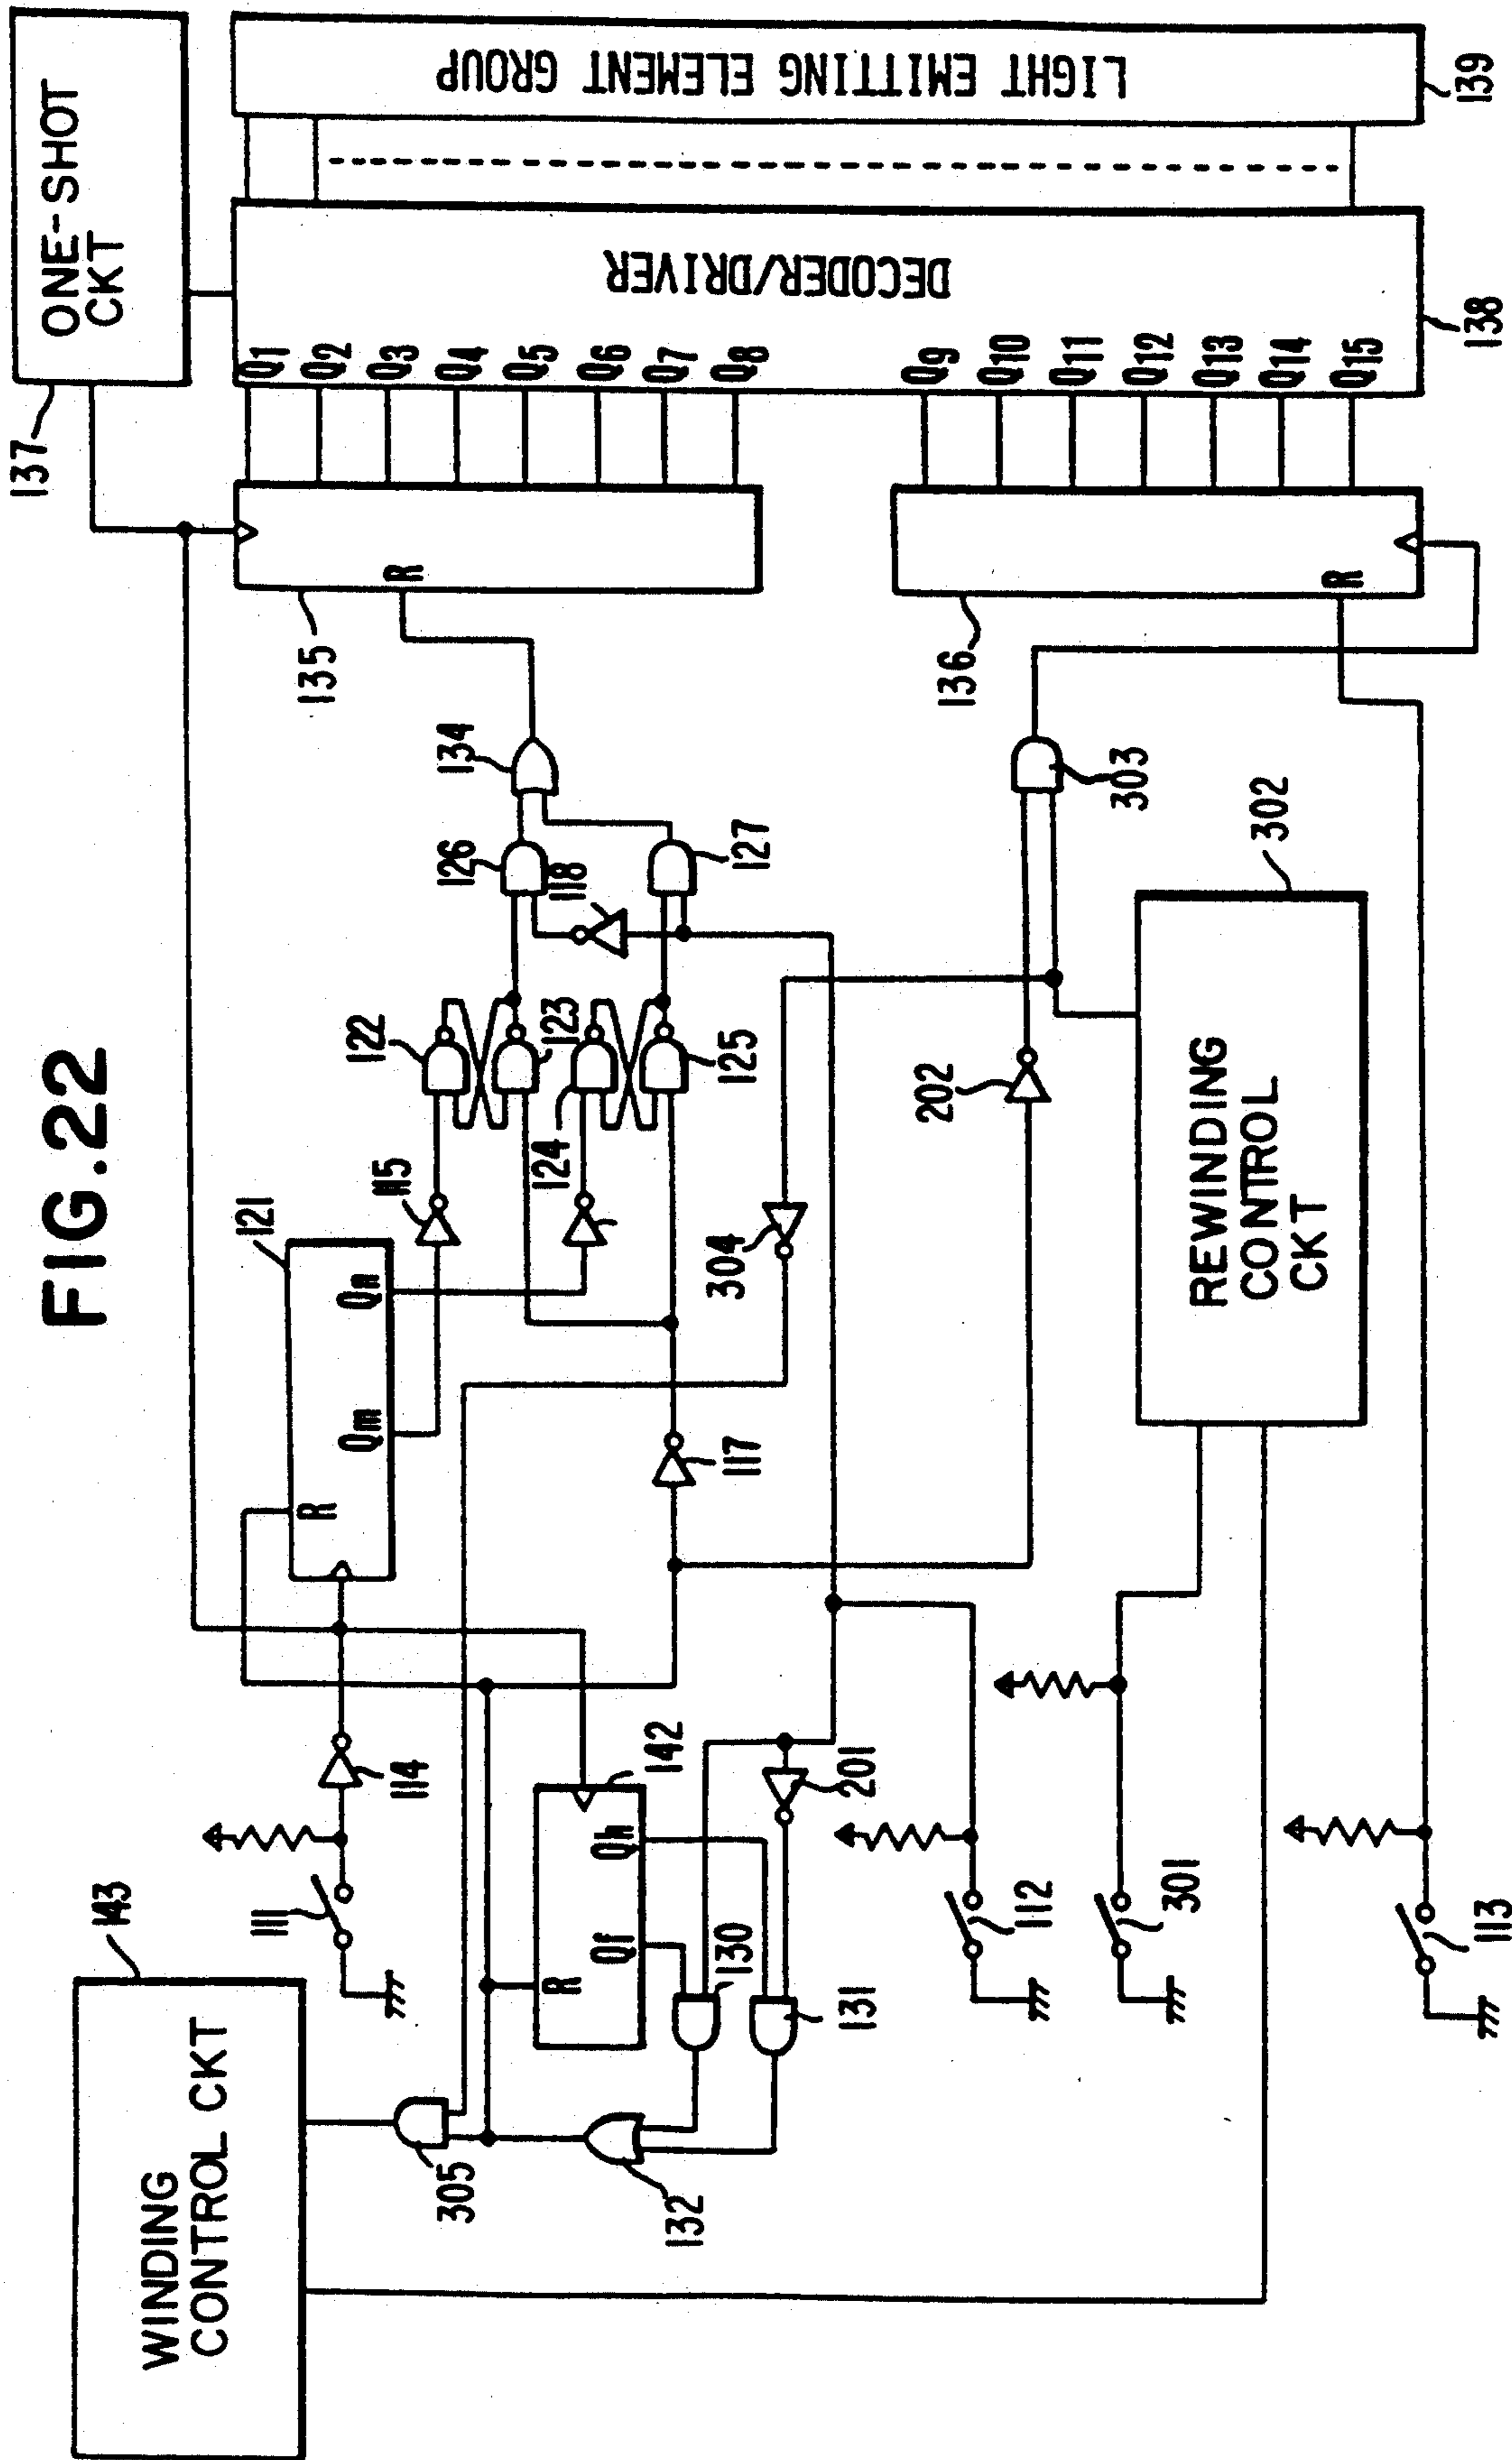 FIG.22
WINDING
CONTROL CKT
143
111
114
R
Qm
Qn
121
115
122
123
124
125
126
118
127
134
R
135
137
ONE-SHOT
CKT
Q1
Q2
Q3
Q4
Q5
Q6
Q7
Q8
Q9
Q10
Q11
Q12
Q13
Q14
Q15
DECODER/DRIVER
138
LIGHT EMITTING ELEMENT GROUP
139
R
136
305
132
R
Qf
Qh
142
130
131
201
117
304
202
303
112
301
113
REWINDING
CONTROL
CKT
302